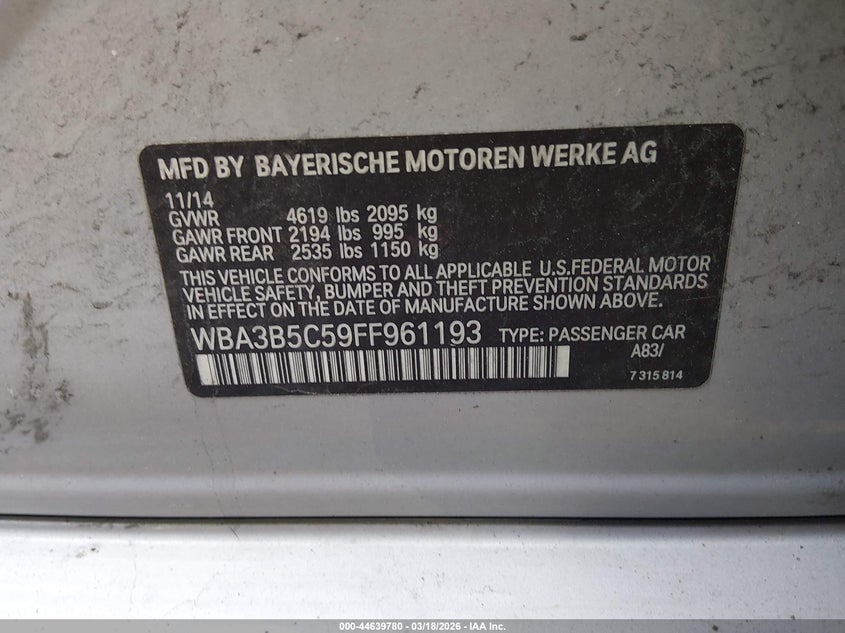 MFD BY BAYERISCHE MOTOREN WERKE AG
11/14
GVWR 4619 lbs 2095 kg
GAWR FRONT 2194 lbs 995 kg
GAWR REAR 2535 lbs 1150 kg
THIS VEHICLE CONFORMS TO ALL APPLICABLE U.S.FEDERAL MOTOR
VEHICLE SAFETY, BUMPER AND THEFT PREVENTION STANDARDS
IN EFFECT ON THE DATE OF MANUFACTURE SHOWN ABOVE.
WBA3B5C59FF961193 TYPE: PASSENGER CAR
A83/
7 315 814
000-44639780 - 03/18/2026 - IAA Inc.